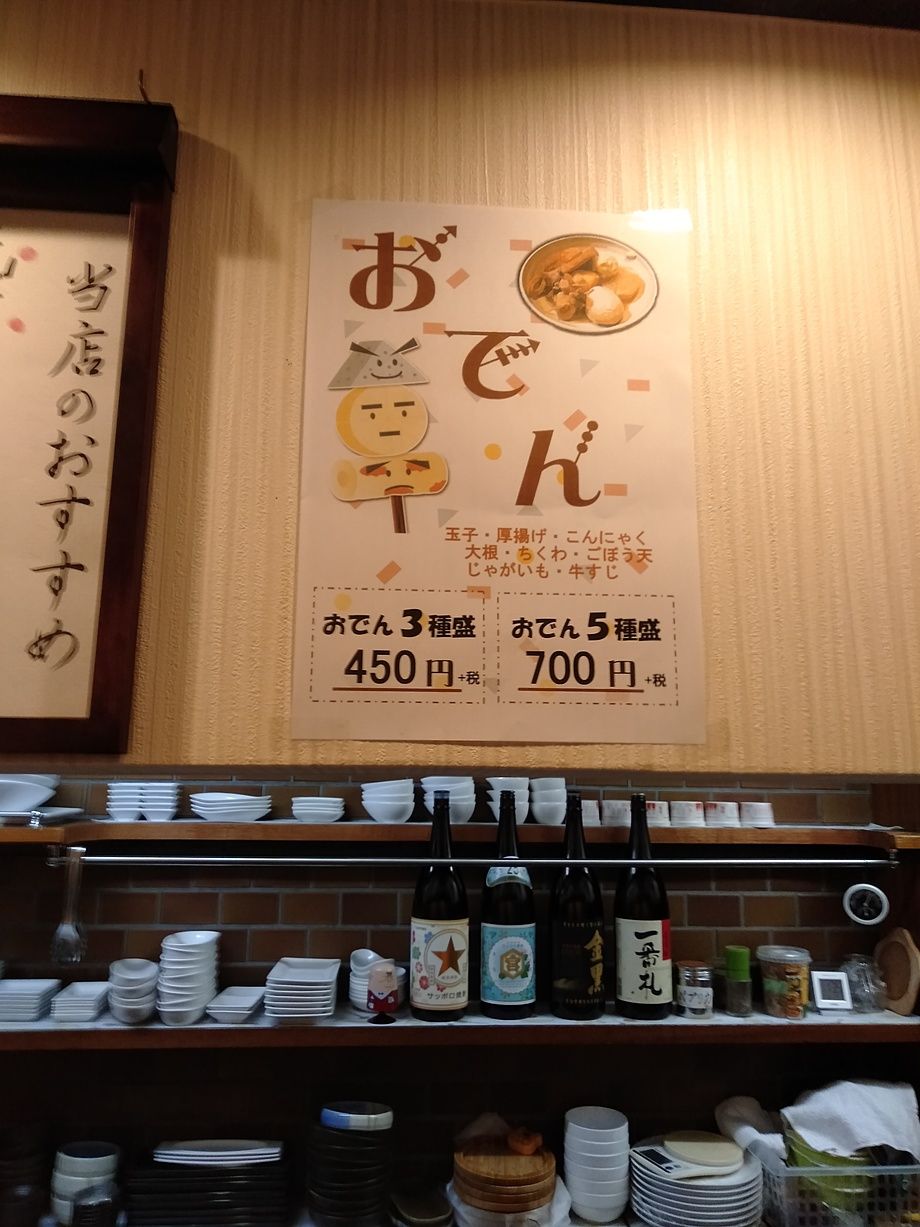 当店のおすすめ
おでん
玉子・厚揚げ・こんにゃく
大根・ちくわ・ごぼう天
じゃがいも・牛すじ
おでん3種盛
450円+税
おでん5種盛
700円+税
サッポロ焼酎
金黒
一番札